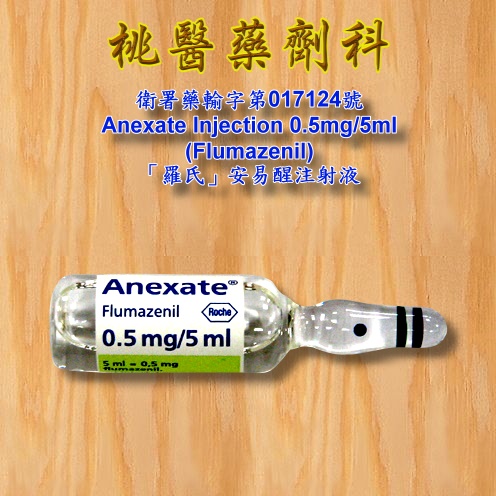 桃醫藥劑科
衛署藥輸字第017124號
Anexate Injection 0.5mg/5ml
(Flumazenil)
「羅氏」安易醒注射液
Anexate®
Flumazenil
Roche
0.5 mg/5 ml
5 ml = 0,5 mg
flumazenil.